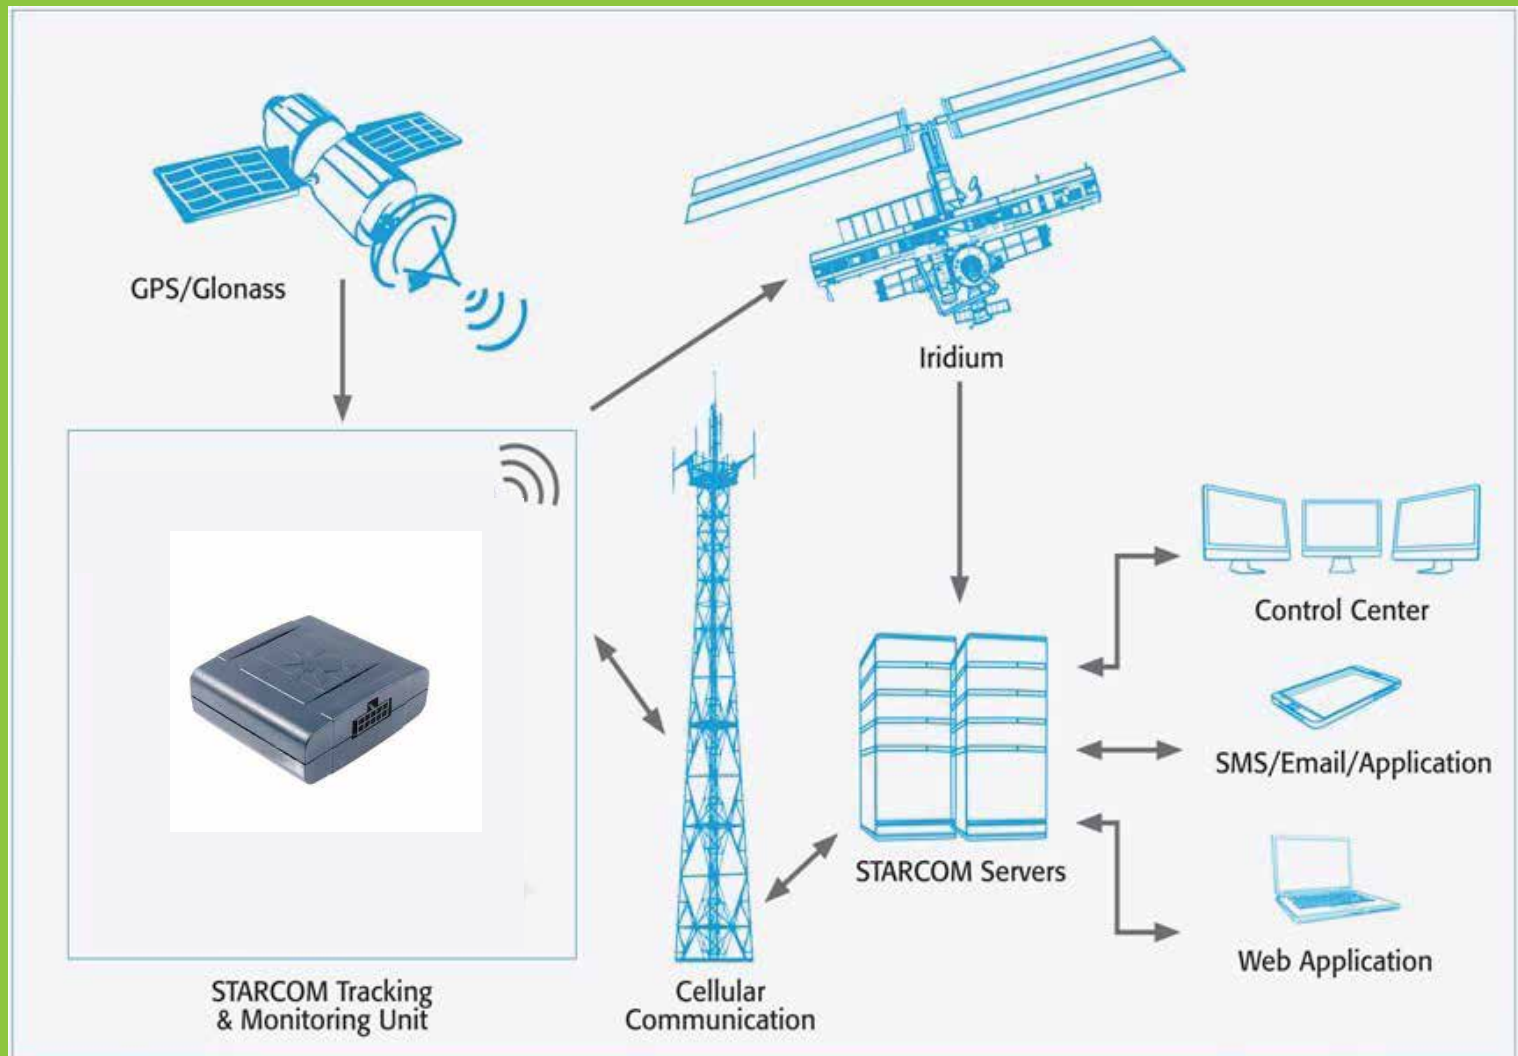 GPS/Glonass
Iridium
Control Center
SMS/Email/Application
STARCOM Servers
Web Application
STARCOM Tracking
& Monitoring Unit
Cellular
Communication